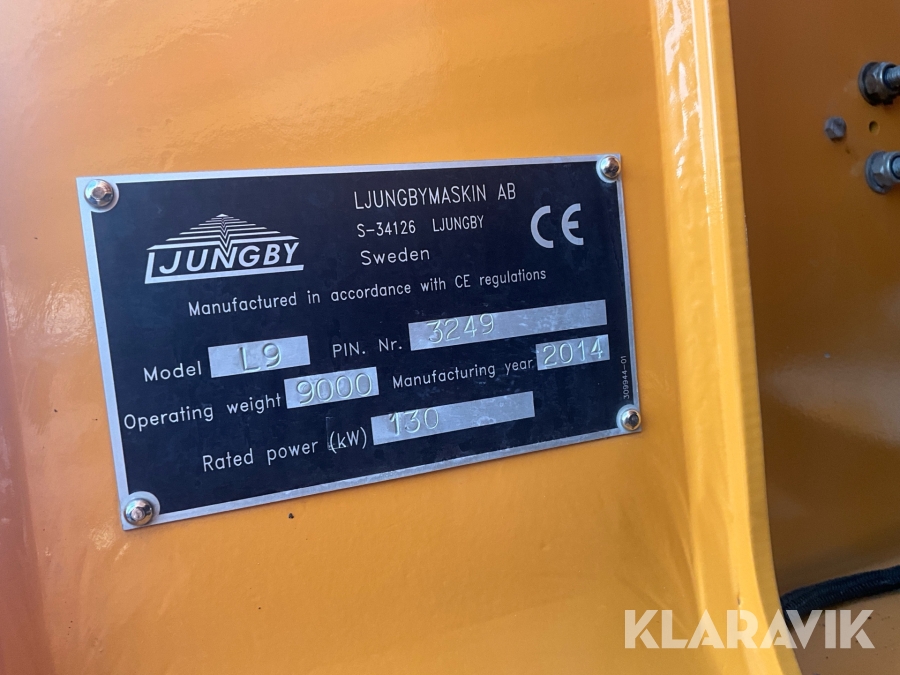 LJUNGBY
LJUNGBYMASKIN AB
S-34126 LJUNGBY
Sweden
CE
Manufactured in accordance with CE regulations
Model L9 PIN. Nr. 3249
Operating weight 9000 Manufacturing year 2014
Rated power (kW) 130
309944-01
KLARAVIK